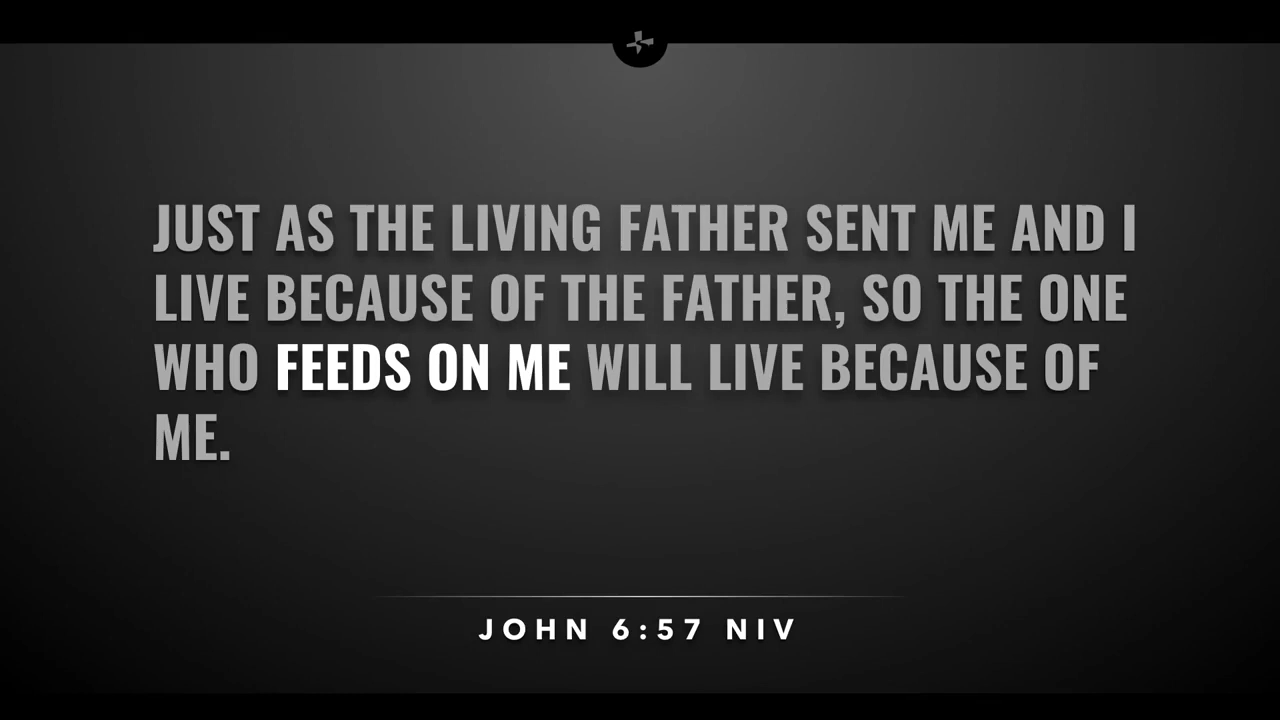 JUST AS THE LIVING FATHER SENT ME AND I
LIVE BECAUSE OF THE FATHER, SO THE ONE
WHO FEEDS ON ME WILL LIVE BECAUSE OF
ME.
JOHN 6:57 NIV